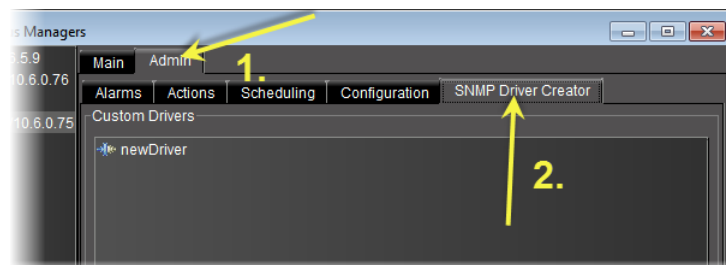 Managers
5.9
Main Admin 1.
10.6.0.76
Alarms Actions Scheduling Configuration SNMP Driver Creator
Custom Drivers
10.6.0.75
newDriver
2.